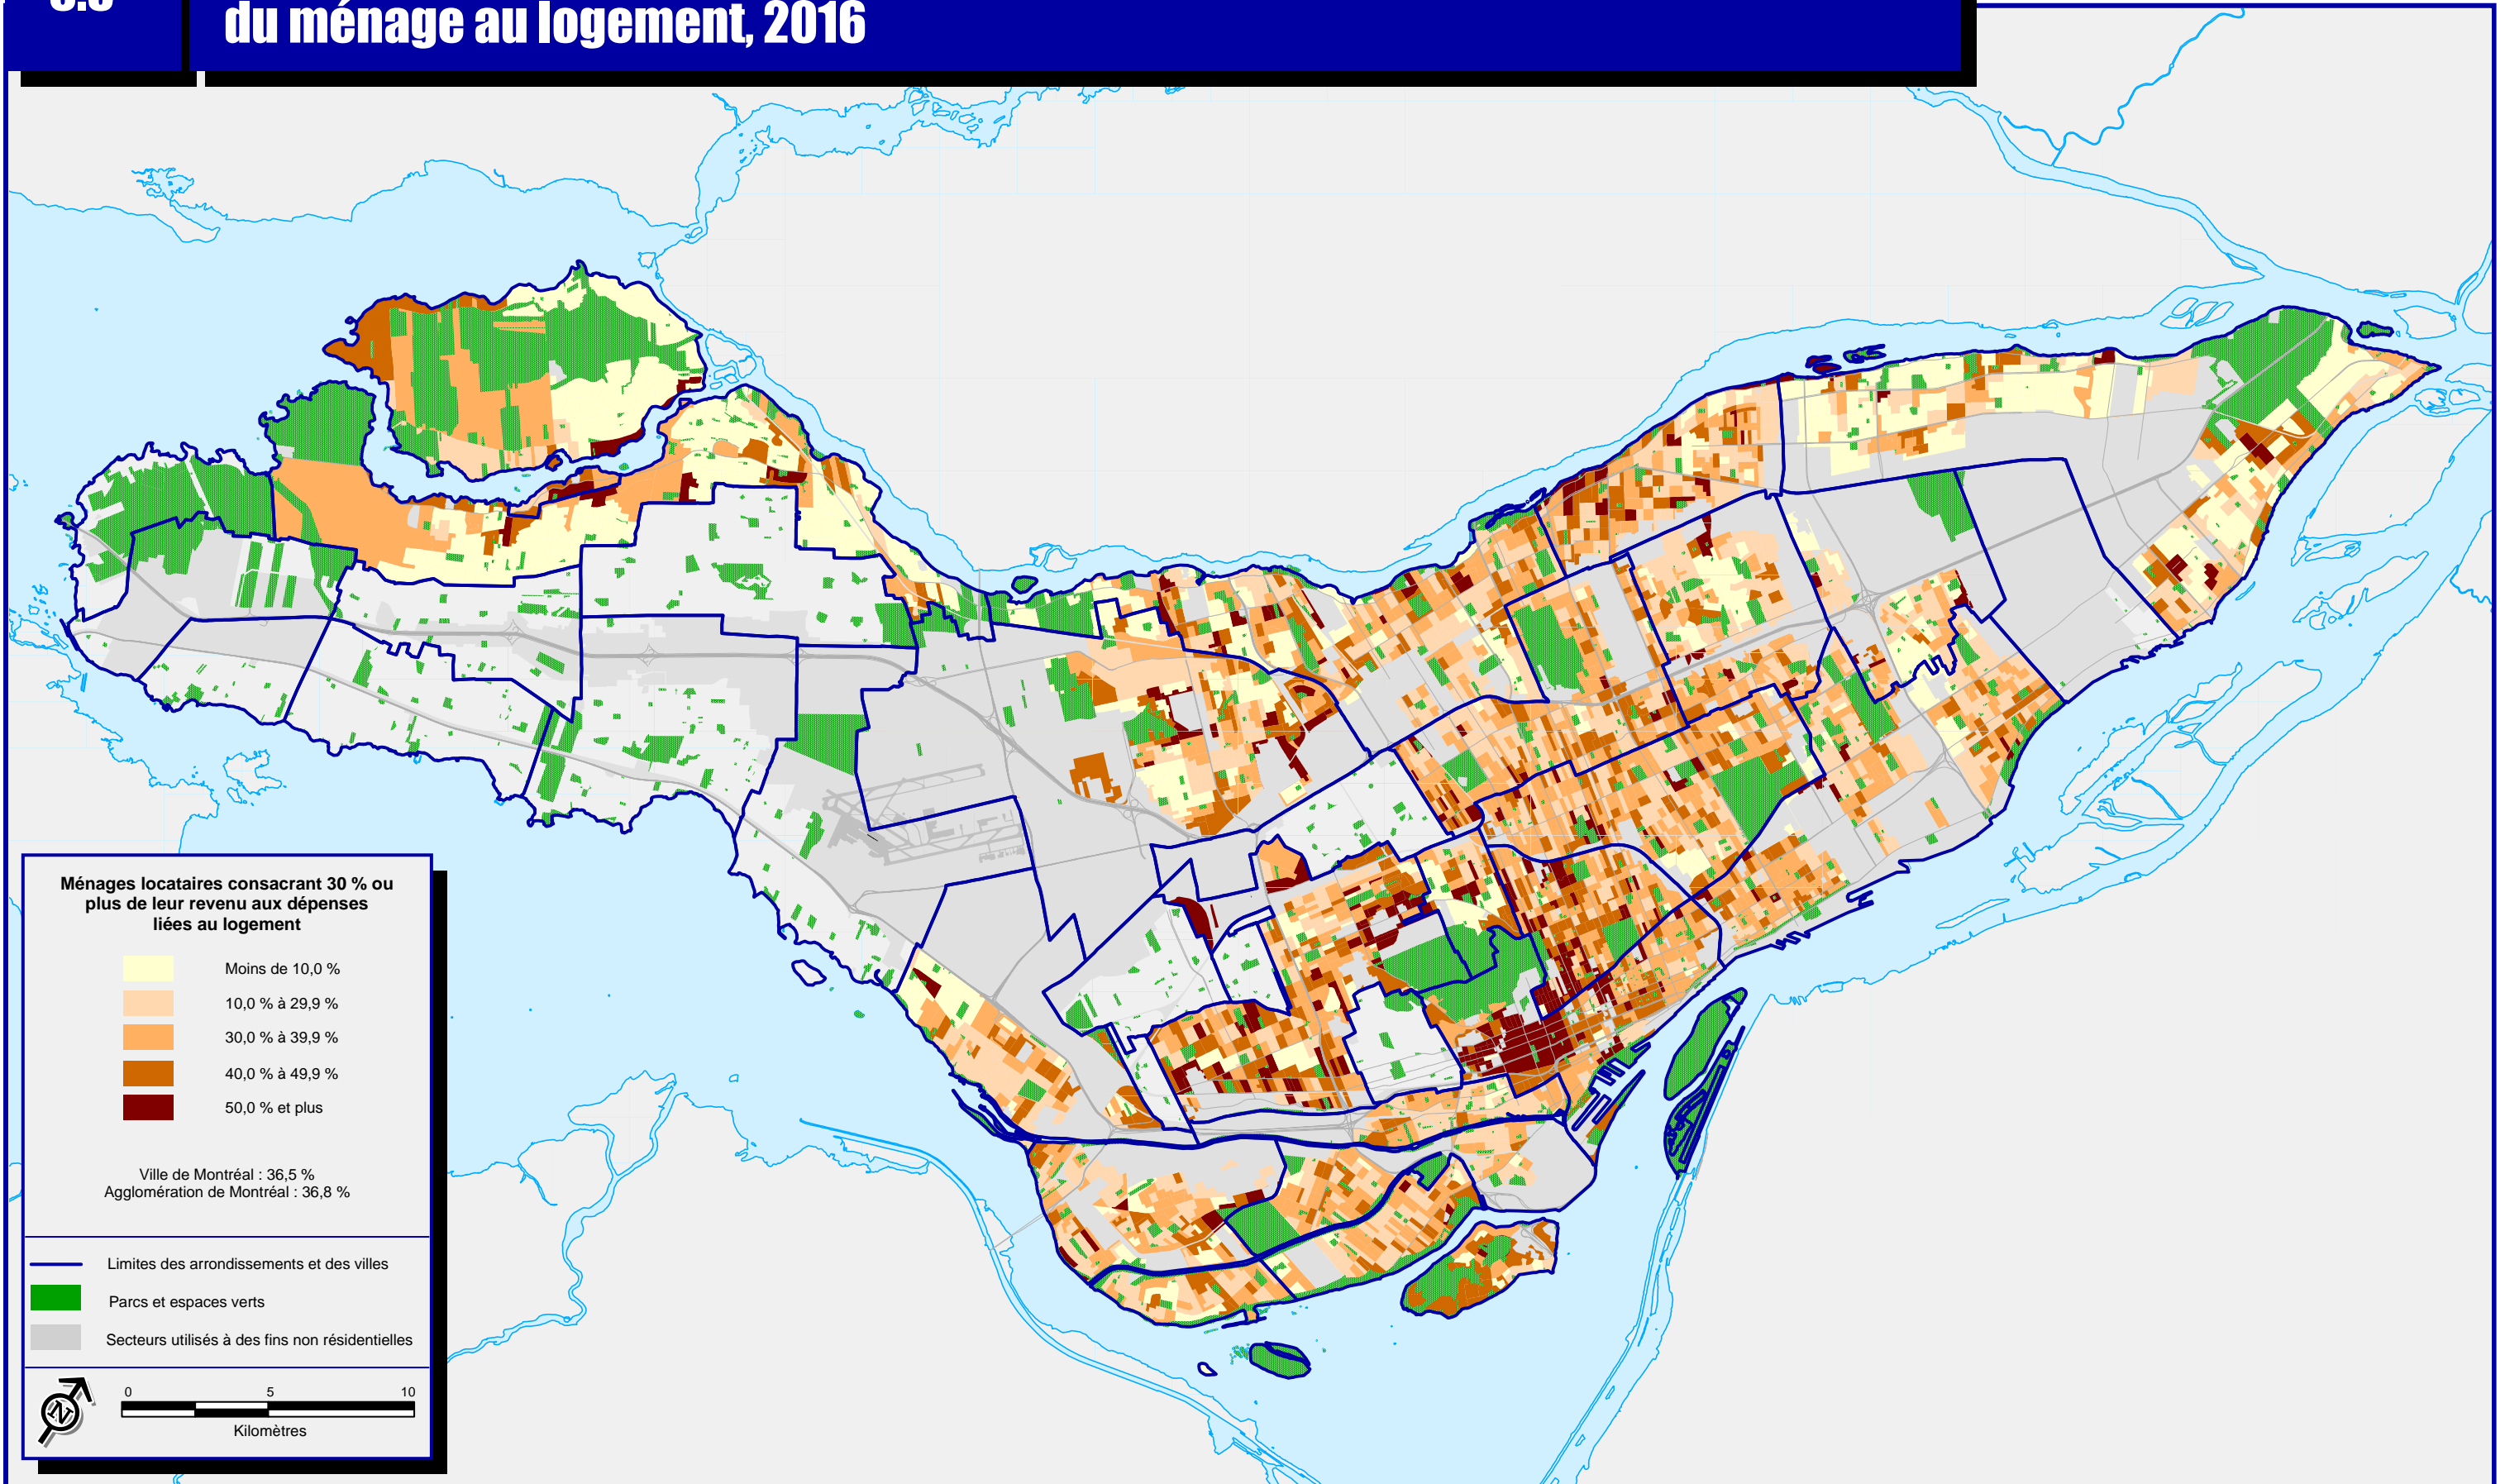 du ménage au logement, 2016
Ménages locataires consacrant 30 % ou
plus de leur revenu aux dépenses
liées au logement
Moins de 10,0 %
10,0 % à 29,9 %
30,0 % à 39,9 %
40,0 % à 49,9 %
50,0 % et plus
Ville de Montréal : 36,5 %
Agglomération de Montréal : 36,8 %
Limites des arrondissements et des villes
Parcs et espaces verts
Secteurs utilisés à des fins non résidentielles
N
0 5 10
Kilomètres